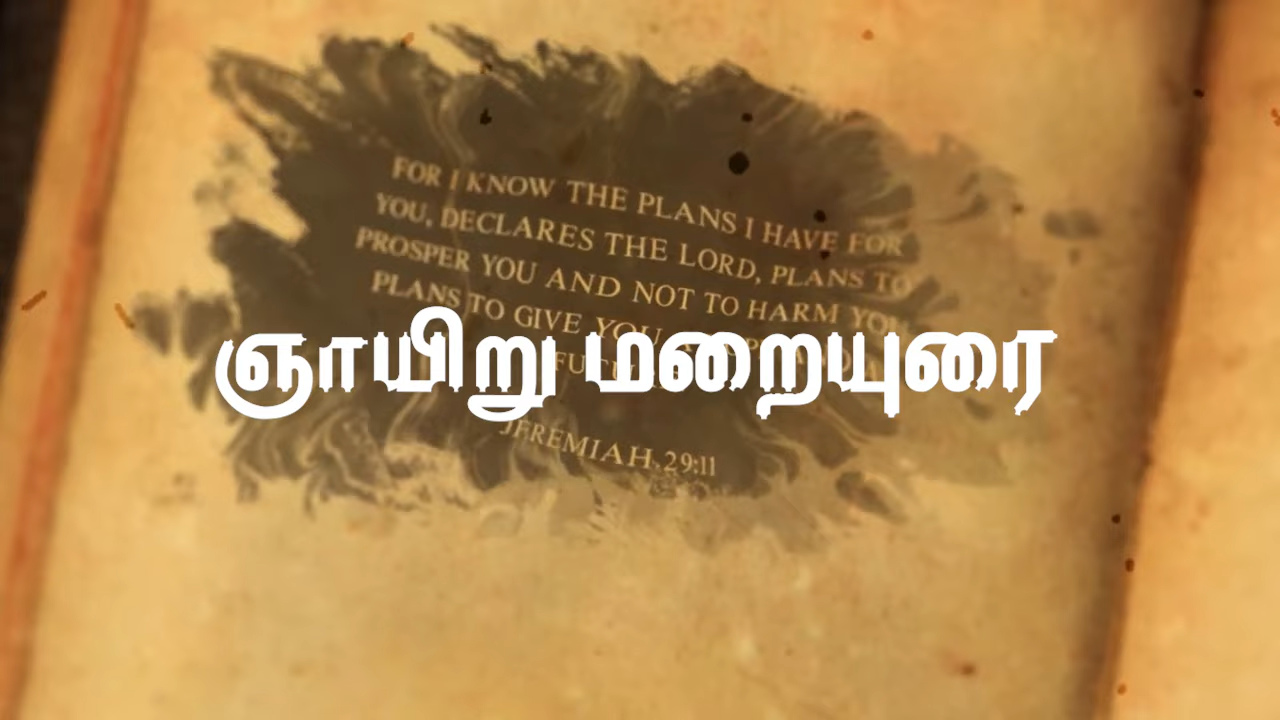 FOR I KNOW THE PLANS I HAVE FOR
YOU, DECLARES THE LORD, PLANS TO
PROSPER YOU AND NOT TO HARM YOU,
PLANS TO GIVE YOU
ஞாயிறு மறையுரை
JEREMIAH 29:11